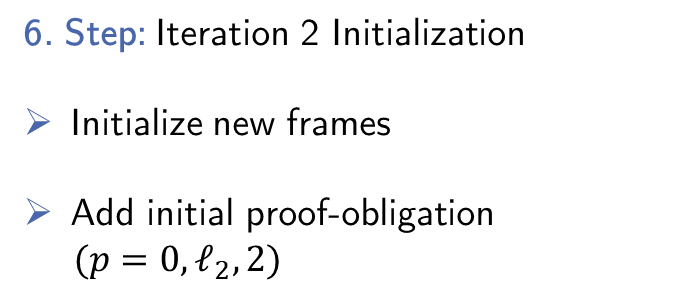 6. Step: Iteration 2 Initialization
➢ Initialize new frames
➢ Add initial proof-obligation
(p = 0, ℓ₂, 2)